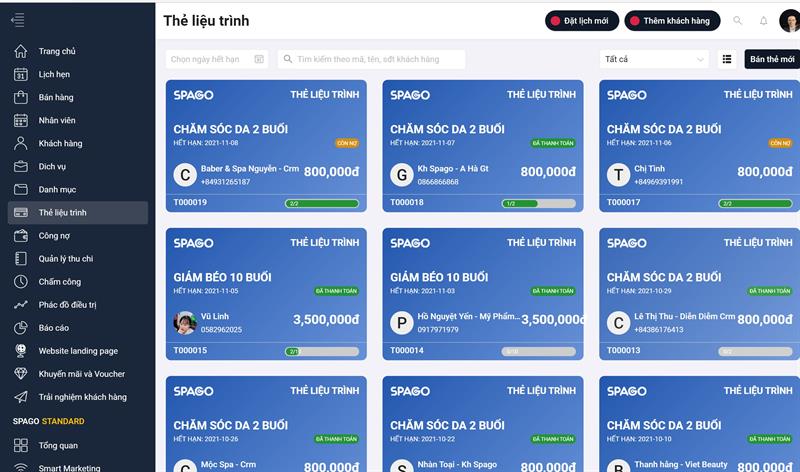 Thẻ liệu trình
Đặt lịch mới
Thêm khách hàng
Trang chủ
Lịch hẹn
Bán hàng
Nhân viên
Khách hàng
Dịch vụ
Danh mục
Thẻ liệu trình
Công nợ
Quản lý thu chi
Chấm công
Phác đồ điều trị
Báo cáo
Website landing page
Khuyến mãi và Voucher
Trải nghiệm khách hàng
SPAGO STANDARD
Tổng quan
Smart Marketing
Chọn ngày hết hạn
Tìm kiếm theo mã, tên, sđt khách hàng
Tất cả
Bán thẻ mới
SPAGO THẺ LIỆU TRÌNH
CHĂM SÓC DA 2 BUỔI
HẾT HẠN: 2021-11-08 CÒN NỢ
C Baber & Spa Nguyễn - Crm 800,000đ
+84931265187
T000019 2/2
SPAGO THẺ LIỆU TRÌNH
CHĂM SÓC DA 2 BUỔI
HẾT HẠN: 2021-11-07 ĐÃ THANH TOÁN
G Kh Spago - A Hà Gt 800,000đ
0866866868
T000018 1/2
SPAGO THẺ LIỆU TRÌNH
CHĂM SÓC DA 2 BUỔI
HẾT HẠN: 2021-11-06 CÒN NỢ
T Chị Tình 800,000đ
+84969391991
T000017 2/2
SPAGO THẺ LIỆU TRÌNH
GIẢM BÉO 10 BUỔI
HẾT HẠN: 2021-11-05 ĐÃ THANH TOÁN
Vũ Linh 3,500,000đ
0582962025
T000015
SPAGO THẺ LIỆU TRÌNH
GIẢM BÉO 10 BUỔI
HẾT HẠN: 2021-11-03 ĐÃ THANH TOÁN
P Hồ Nguyệt Yến - Mỹ Phẩm... 3,500,000đ
0917971979
T000014
SPAGO THẺ LIỆU TRÌNH
CHĂM SÓC DA 2 BUỔI
HẾT HẠN: 2021-10-29 ĐÃ THANH TOÁN
C Lê Thị Thu - Diễn Diễm Crm 800,000đ
+84386176413
T000013 0/2
SPAGO THẺ LIỆU TRÌNH
CHĂM SÓC DA 2 BUỔI
HẾT HẠN: 2021-10-26 ĐÃ THANH TOÁN
C Mộc Spa - Crm 800,000đ
SPAGO THẺ LIỆU TRÌNH
CHĂM SÓC DA 2 BUỔI
HẾT HẠN: 2021-10-22 ĐÃ THANH TOÁN
S Nhàn Toại - Kh Spago 800,000đ
SPAGO THẺ LIỆU TRÌNH
CHĂM SÓC DA 2 BUỔI
HẾT HẠN: 2021-10-10 ĐÃ THANH TOÁN
B Thanh hằng - Viet Beauty 800,000đ